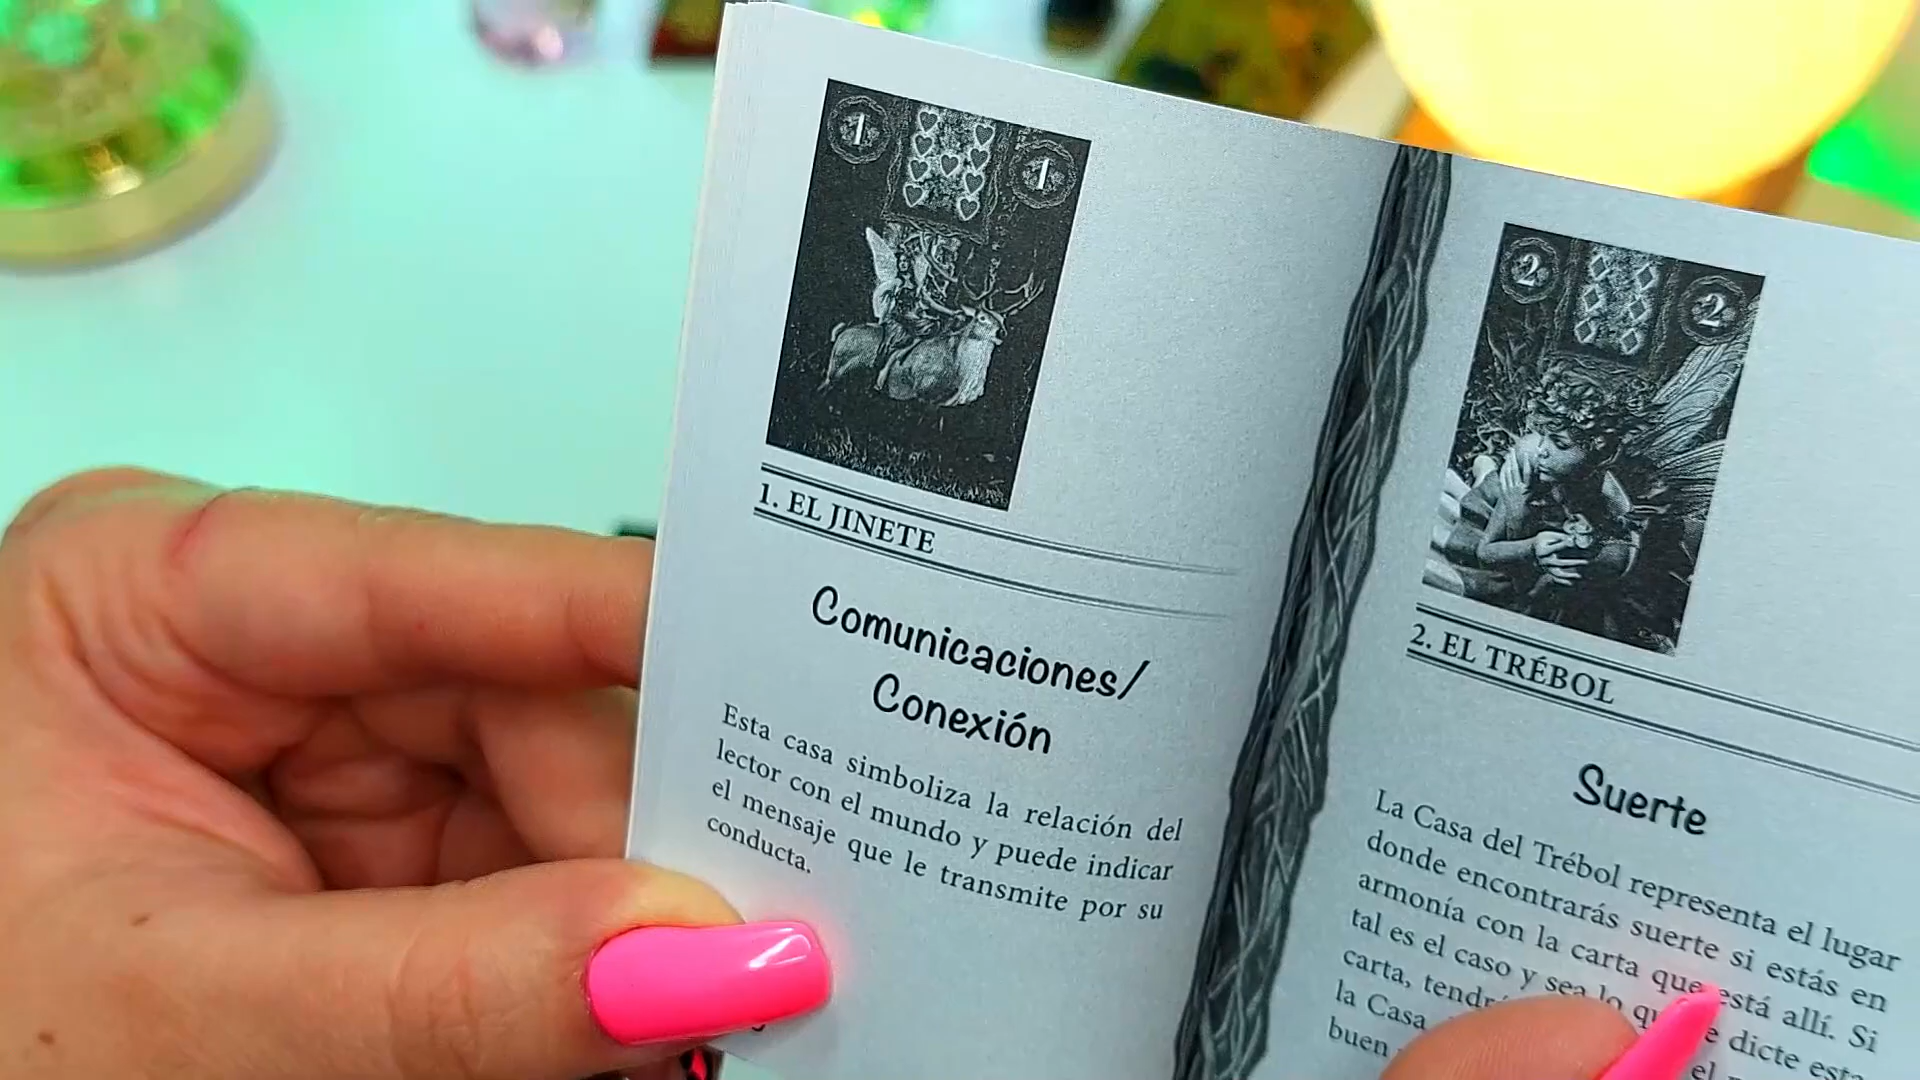 1 1
1. EL JINETE
Comunicaciones/
Conexión
Esta casa simboliza la relación del
lector con el mundo y puede indicar
el mensaje que le transmite por su
conducta.
2 2
2. EL TRÉBOL
Suerte
La Casa del Trébol representa el lugar
donde encontrarás suerte si estás en
armonía con la carta que está allí. Si
tal es el caso y sea lo dicte esta
carta,
la Casa el
buen